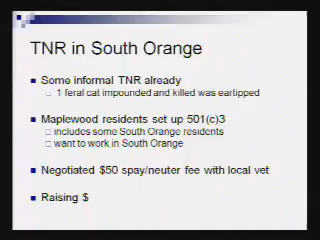 TNR in South Orange
Some informal TNR already
1 feral cat impounded and killed was eartipped
Maplewood residents set up 501(c)3
includes some South Orange residents
want to work in South Orange
Negotiated $50 spay/neuter fee with local vet
Raising $